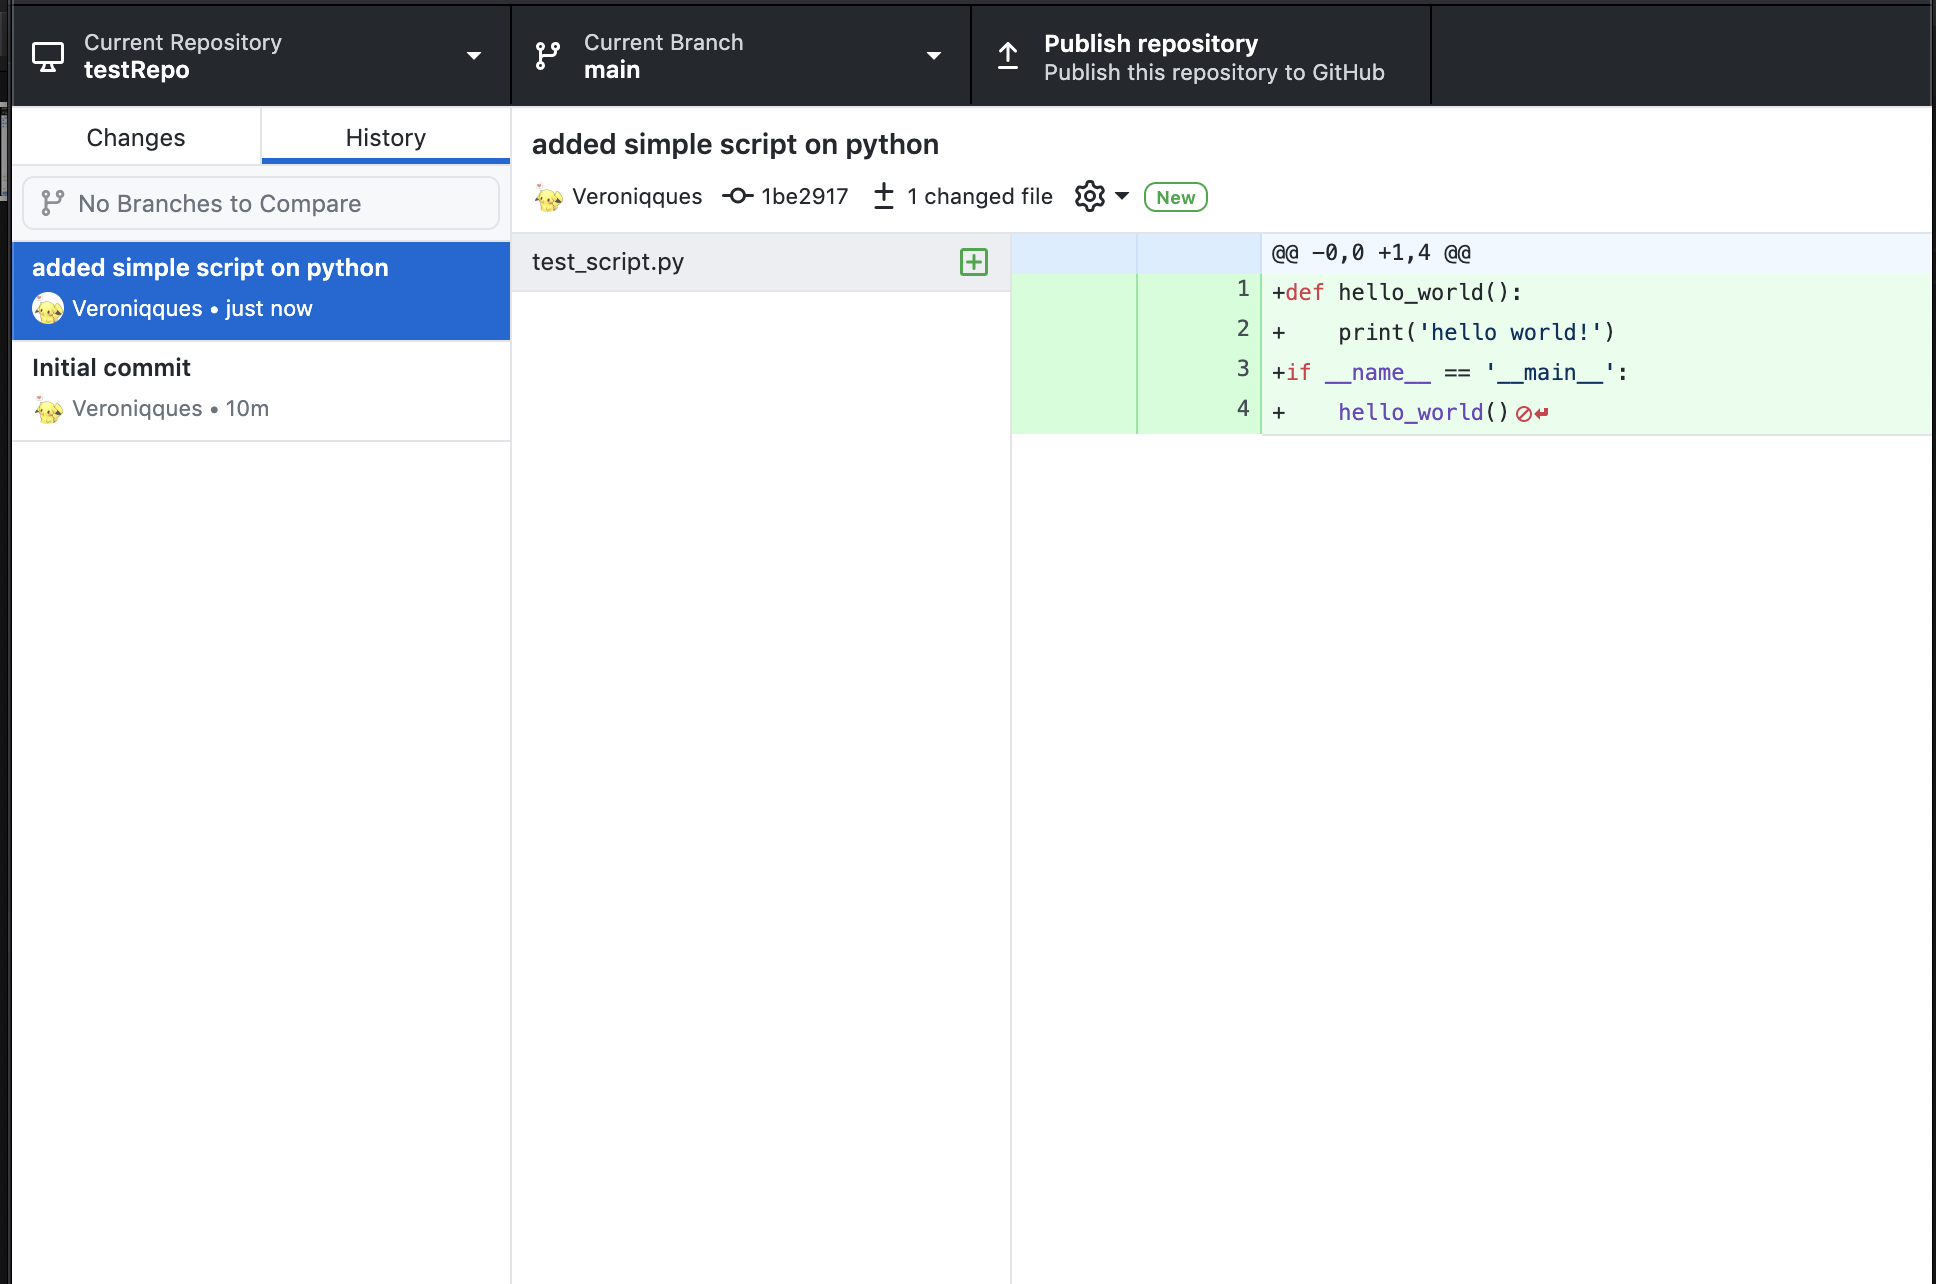 Current Repository
testRepo
Current Branch
main
Publish repository
Publish this repository to GitHub
Changes
History
No Branches to Compare
added simple script on python
Veroniqques • just now
Initial commit
Veroniqques • 10m
added simple script on python
Veroniqques 1be2917 1 changed file New
test_script.py
@@ -0,0 +1,4 @@
1 +def hello_world():
2 +    print('hello world!')
3 +if __name__ == '__main__':
4 +    hello_world()